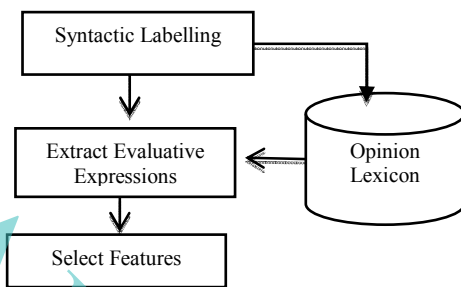 Syntactic Labelling
Extract Evaluative
Expressions
Opinion
Lexicon
Select Features